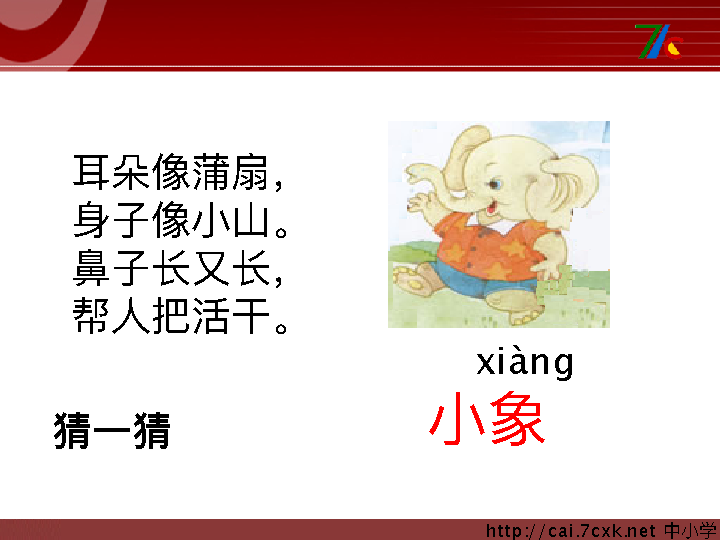 7c
耳朵像蒲扇，
身子像小山。
鼻子长又长，
帮人把活干。
xiàng
小象
猜一猜
http://cai.7cxk.net 中小学